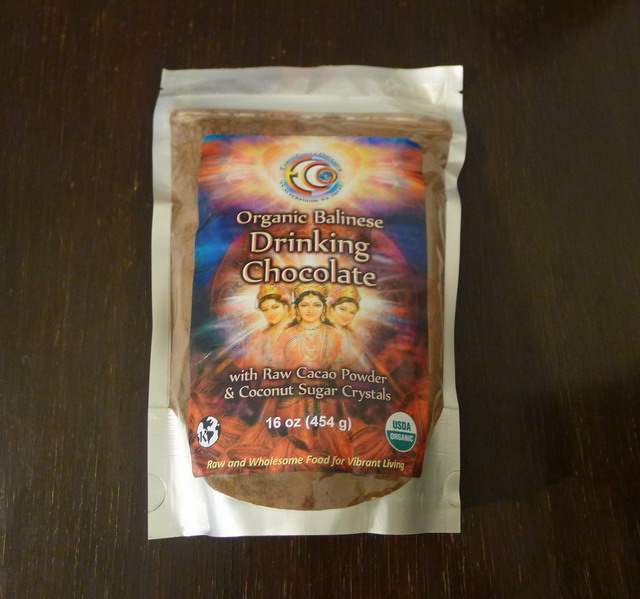 ECO
Organic Balinese
Drinking
Chocolate
with Raw Cacao Powder
& Coconut Sugar Crystals
16 oz (454 g)
K
USDA
ORGANIC
Raw and Wholesome Food for Vibrant Living